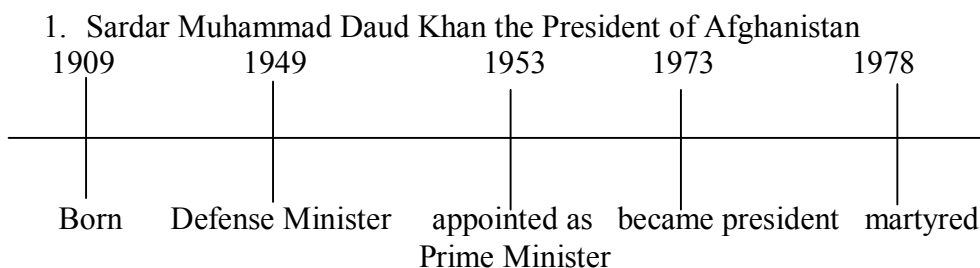 1. Sardar Muhammad Daud Khan the President of Afghanistan
1909 1949 1953 1973 1978
Born Defense Minister appointed as became president martyred
Prime Minister